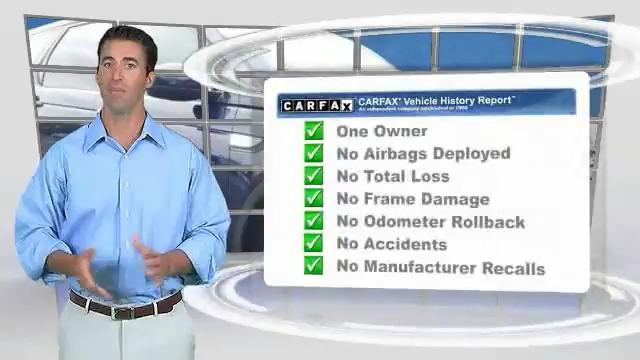 CARFAX CARFAX® Vehicle History Report™
An independent company established in 1986
One Owner
No Airbags Deployed
No Total Loss
No Frame Damage
No Odometer Rollback
No Accidents
No Manufacturer Recalls